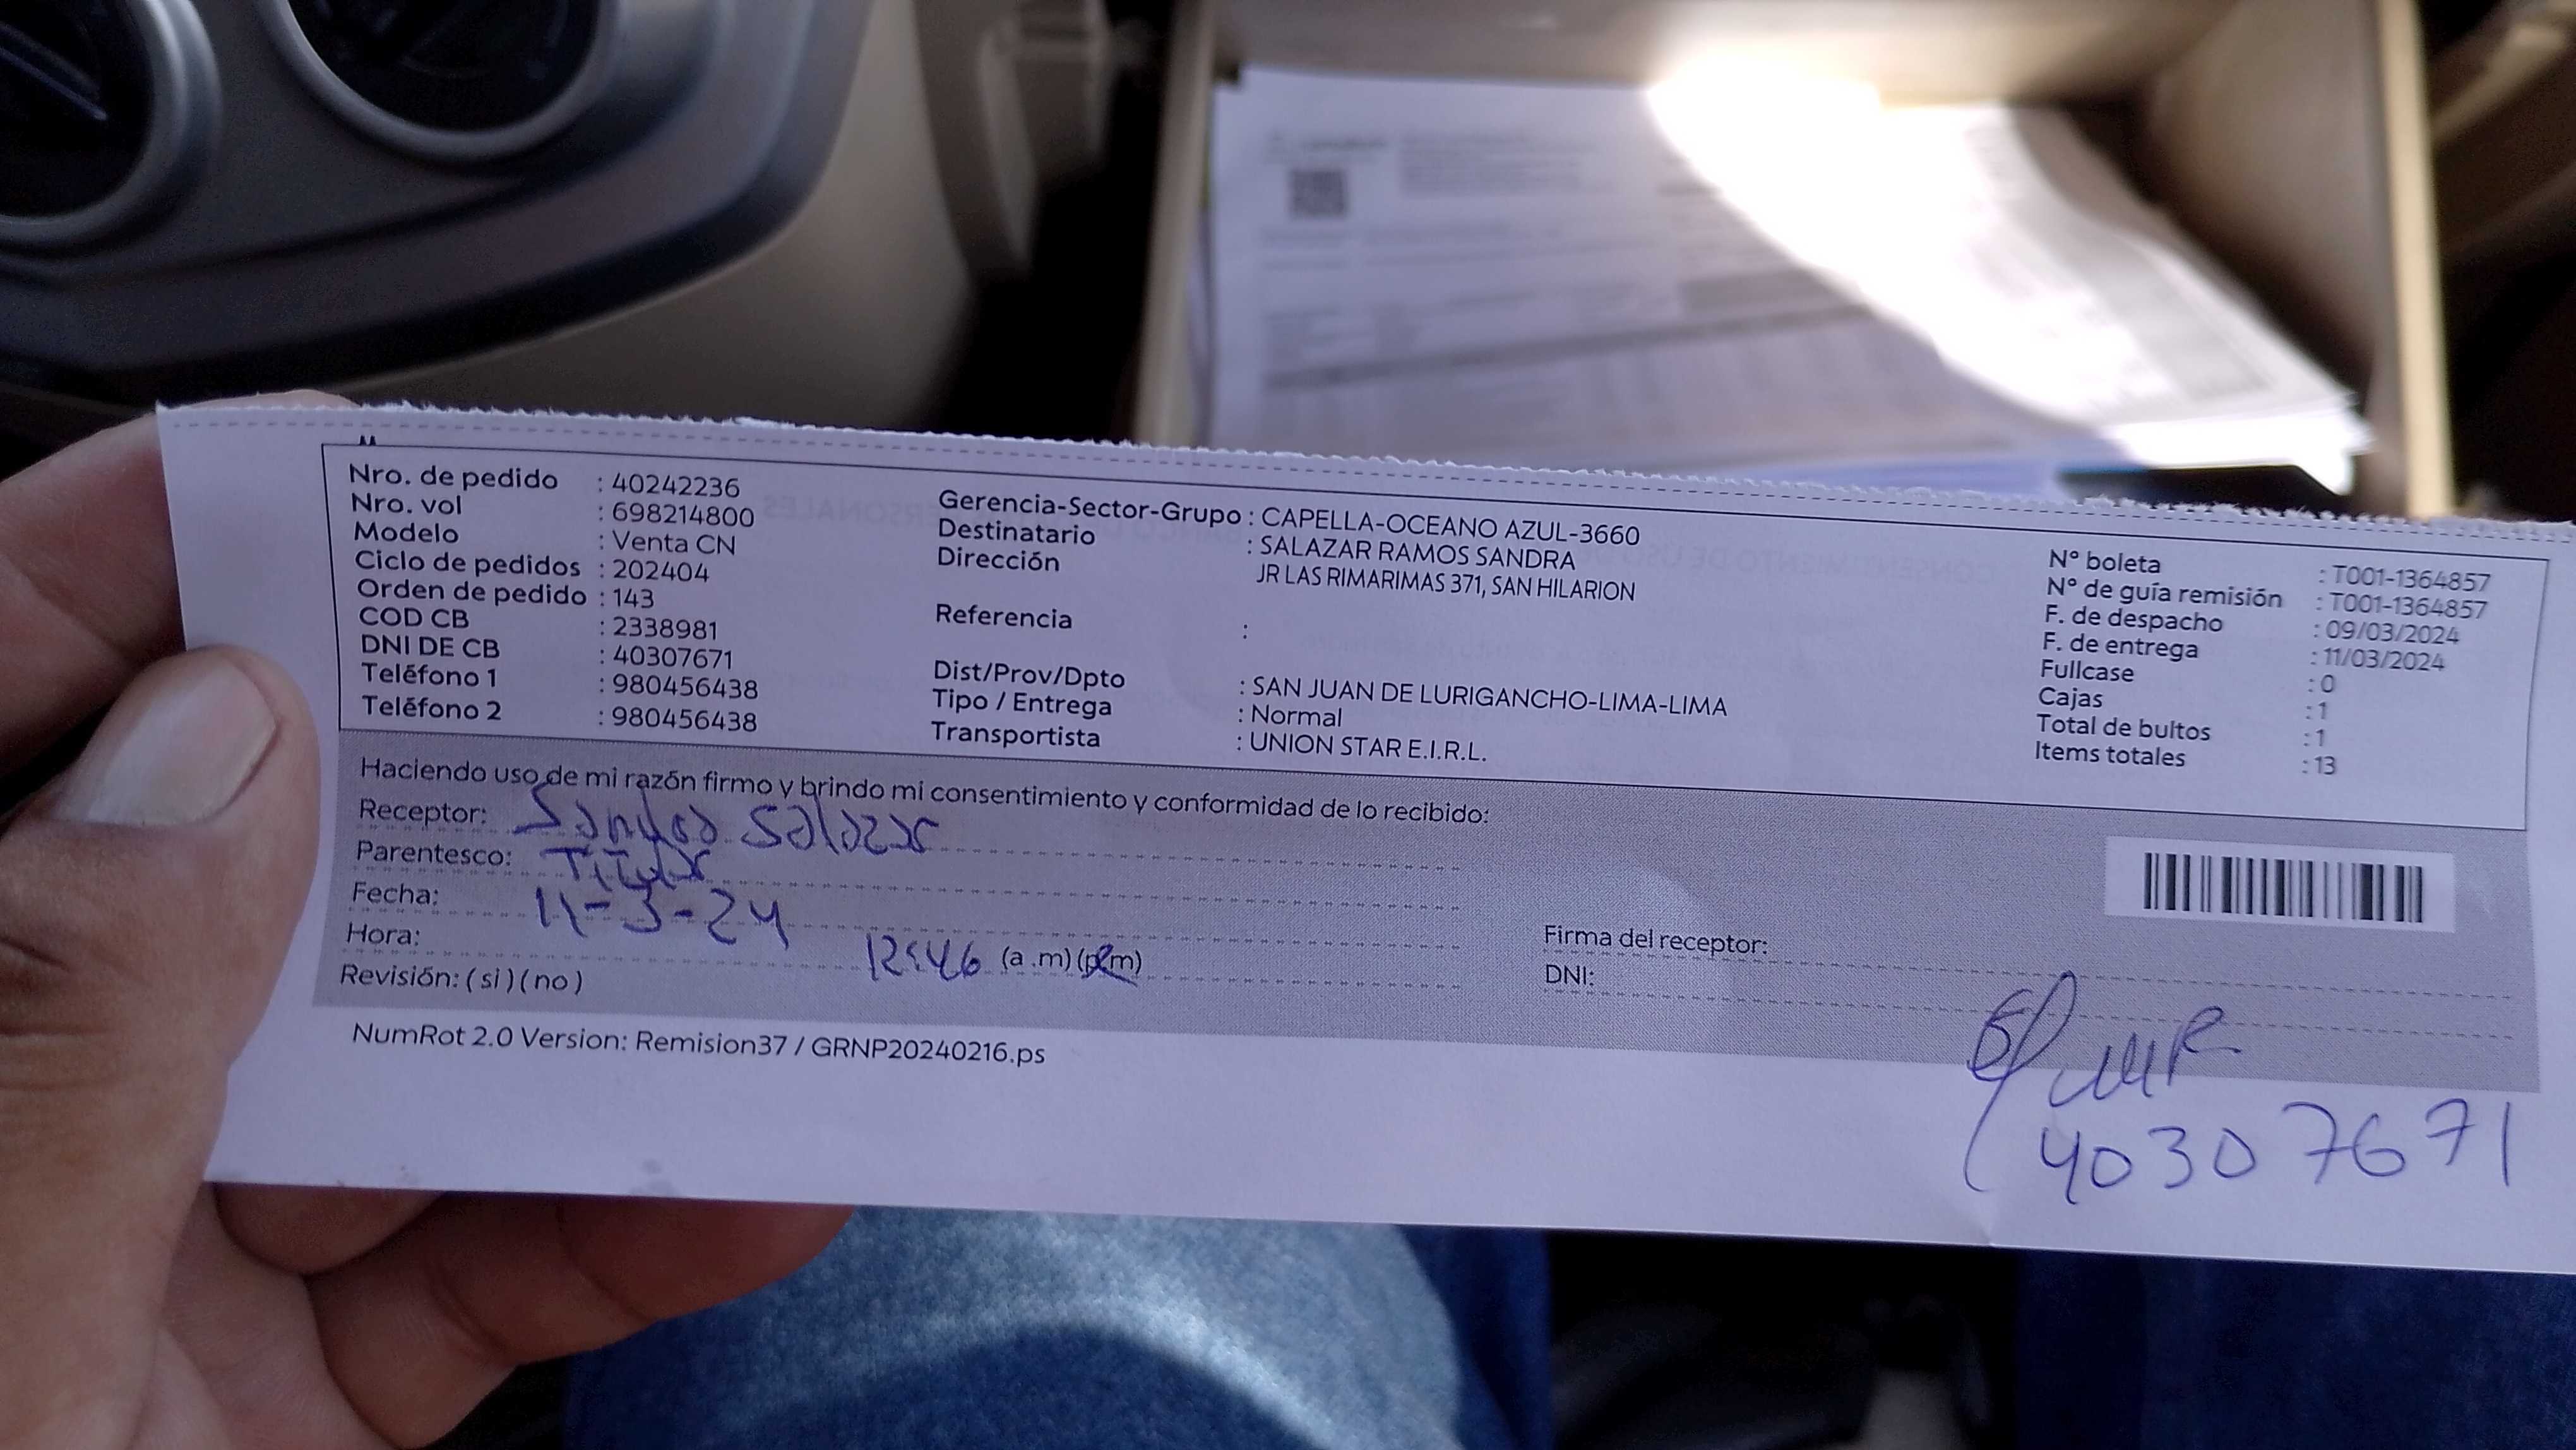 Nro. de pedido : 40242236
Nro. vol : 698214800
Modelo : Venta CN
Ciclo de pedidos : 202404
Orden de pedido : 143
COD CB : 2338981
DNI DE CB : 40307671
Teléfono 1 : 980456438
Teléfono 2 : 980456438
Gerencia-Sector-Grupo : CAPELLA-OCEANO AZUL-3660
Destinatario : SALAZAR RAMOS SANDRA
Dirección JR LAS RIMARIMAS 371, SAN HILARION
Referencia :
Dist/Prov/Dpto : SAN JUAN DE LURIGANCHO-LIMA-LIMA
Tipo / Entrega : Normal
Transportista : UNION STAR E.I.R.L.
N° boleta : T001-1364857
N° de guía remisión : T001-1364857
F. de despacho : 09/03/2024
F. de entrega : 11/03/2024
Fullcase : 0
Cajas : 1
Total de bultos : 1
Items totales : 13
Haciendo uso de mi razón firmo y brindo mi consentimiento y conformidad de lo recibido:
Receptor: Sandra Salazar
Parentesco: Titular
Fecha: 11-3-24
Hora: 12:46 (a .m) (p.m)
Revisión: ( si ) ( no )
Firma del receptor:
DNI:
40307671
NumRot 2.0 Version: Remision37 / GRNP20240216.ps